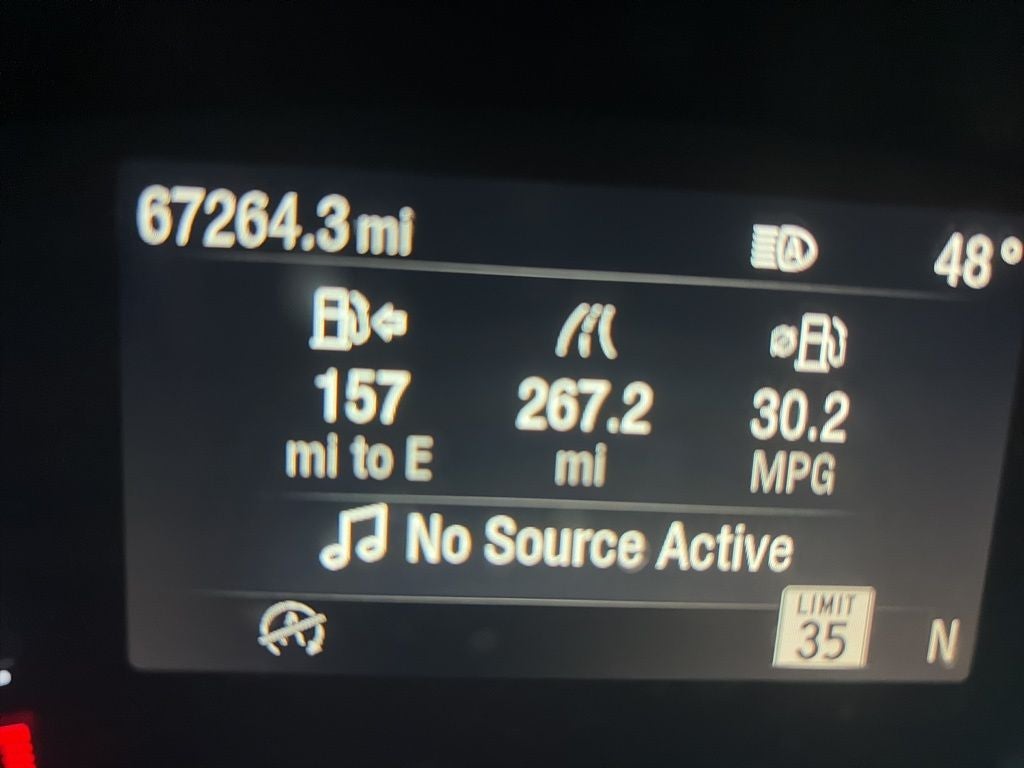 67264.3 mi 48°
157 267.2 30.2
mi to E mi MPG
No Source Active
LIMIT
35 N